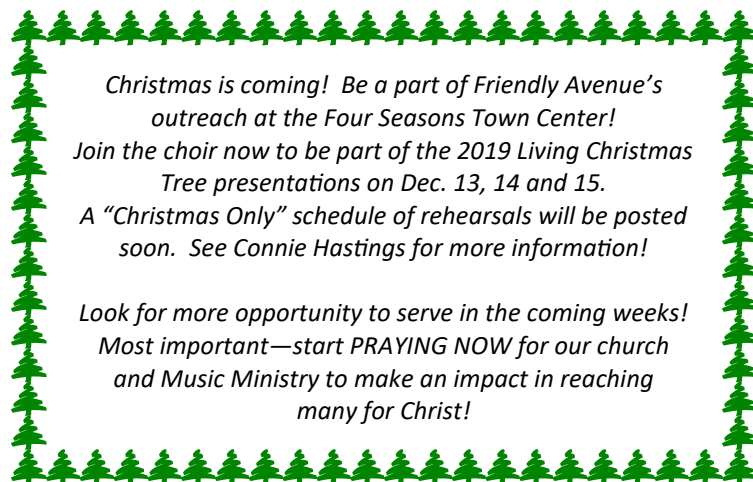 Christmas is coming!  Be a part of Friendly Avenue’s
outreach at the Four Seasons Town Center!
Join the choir now to be part of the 2019 Living Christmas
Tree presentations on Dec. 13, 14 and 15.
A “Christmas Only” schedule of rehearsals will be posted
soon.  See Connie Hastings for more information!
Look for more opportunity to serve in the coming weeks!
Most important—start PRAYING NOW for our church
and Music Ministry to make an impact in reaching
many for Christ!